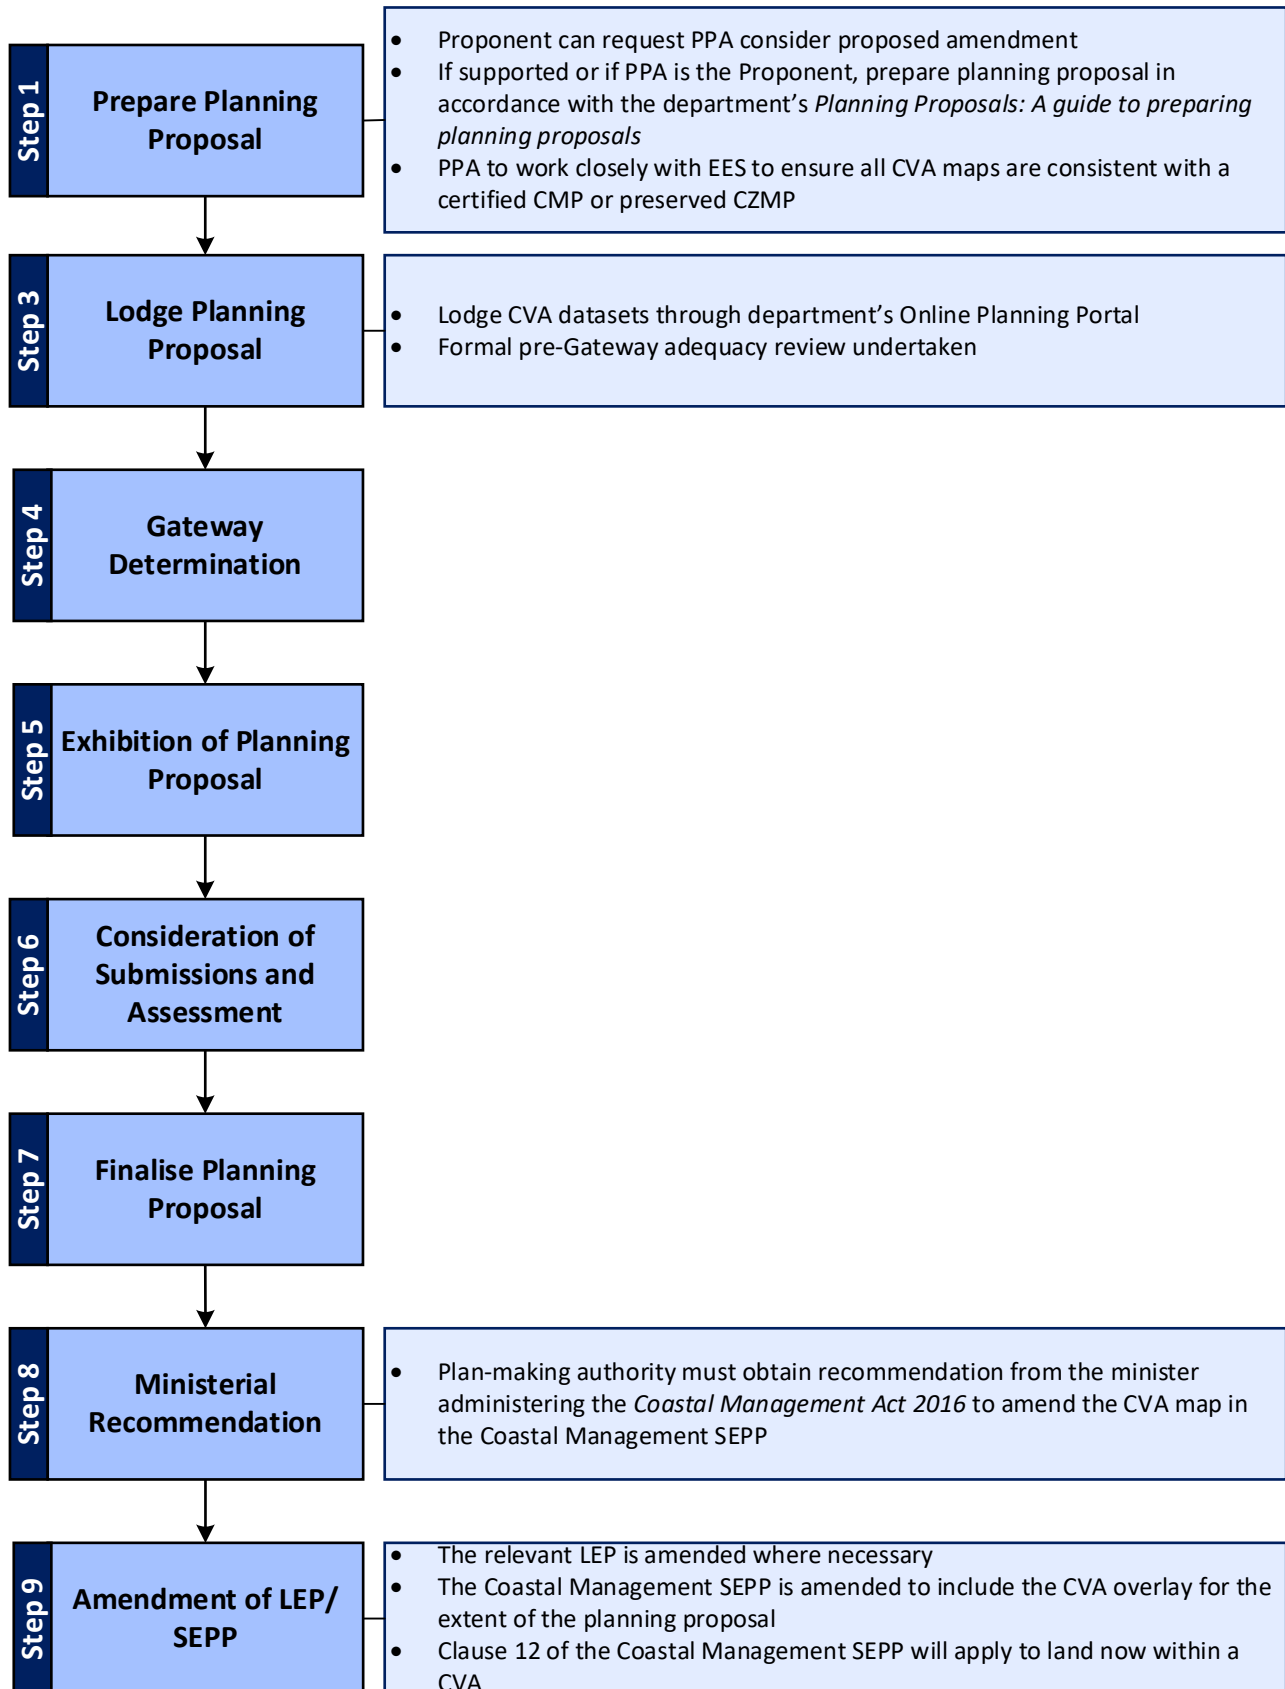 Step 1
Prepare Planning
Proposal
• Proponent can request PPA consider proposed amendment
• If supported or if PPA is the Proponent, prepare planning proposal in
accordance with the department’s Planning Proposals: A guide to preparing
planning proposals
• PPA to work closely with EES to ensure all CVA maps are consistent with a
certified CMP or preserved CZMP
Step 3
Lodge Planning
Proposal
• Lodge CVA datasets through department’s Online Planning Portal
• Formal pre-Gateway adequacy review undertaken
Step 4
Gateway
Determination
Step 5
Exhibition of Planning
Proposal
Step 6
Consideration of
Submissions and
Assessment
Step 7
Finalise Planning
Proposal
Step 8
Ministerial
Recommendation
• Plan-making authority must obtain recommendation from the minister
administering the Coastal Management Act 2016 to amend the CVA map in
the Coastal Management SEPP
Step 9
Amendment of LEP/
SEPP
• The relevant LEP is amended where necessary
• The Coastal Management SEPP is amended to include the CVA overlay for the
extent of the planning proposal
• Clause 12 of the Coastal Management SEPP will apply to land now within a
CVA